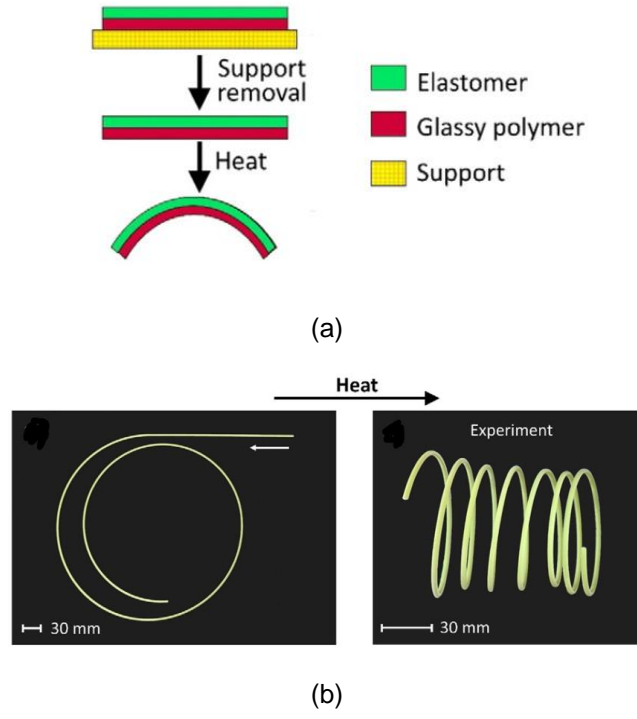 Support
removal
Heat
Elastomer
Glassy polymer
Support
(a)
Heat
Experiment
30 mm
30 mm
(b)